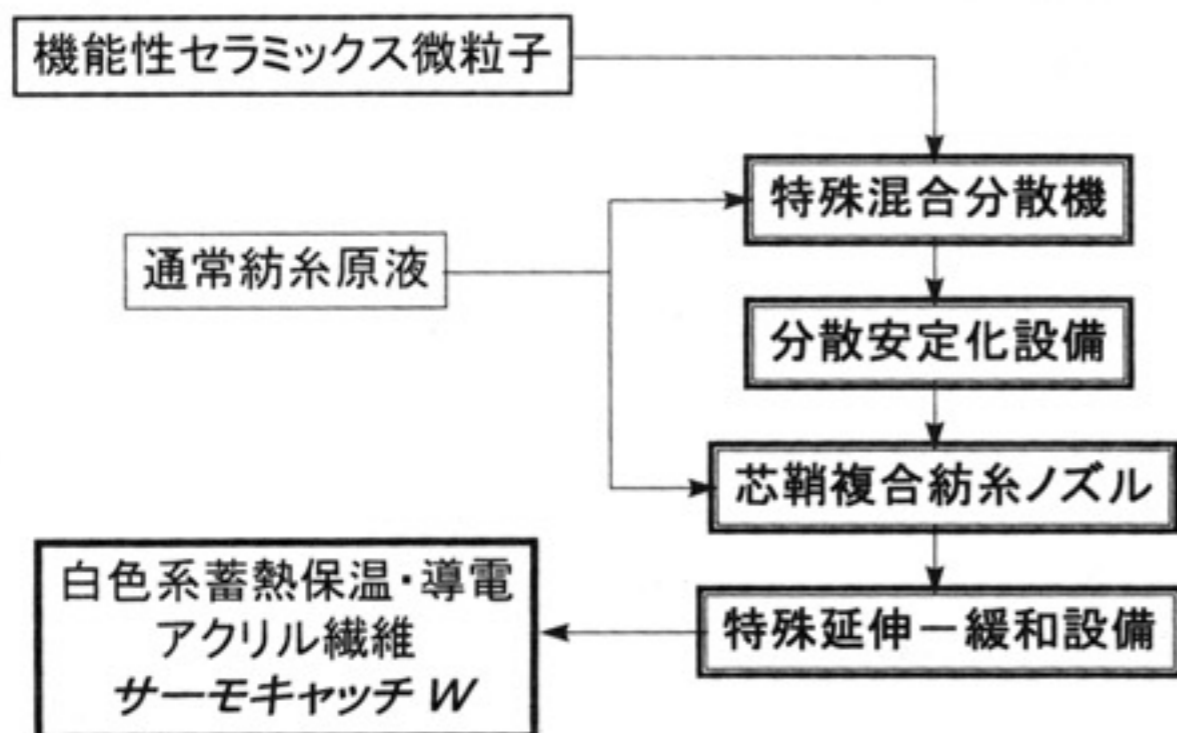 機能性セラミックス微粒子
特殊混合分散機
通常紡糸原液
分散安定化設備
芯鞘複合紡糸ノズル
白色系蓄熱保温・導電
アクリル繊維
サーモキャッチ W
特殊延伸ー緩和設備